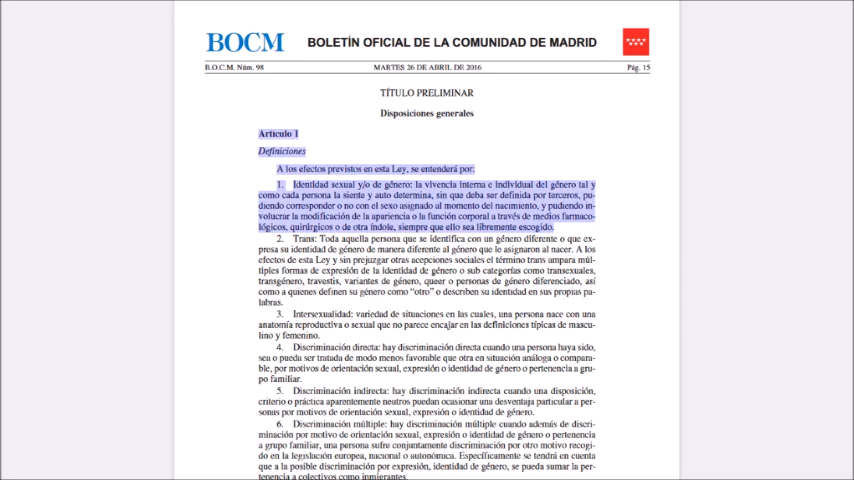 BOCM
BOLETÍN OFICIAL DE LA COMUNIDAD DE MADRID
B.O.C.M. Núm. 98 MARTES 26 DE ABRIL DE 2016 Pág. 15
TÍTULO PRELIMINAR
Disposiciones generales
Artículo 1
Definiciones
A los efectos previstos en esta Ley, se entenderá por:
1. Identidad sexual y/o de género: la vivencia interna e individual del género tal y
como cada persona la siente y auto determina, sin que deba ser definida por terceros, pu-
diendo corresponder o no con el sexo asignado al momento del nacimiento, y pudiendo in-
volucrar la modificación de la apariencia o la función corporal a través de medios farmaco-
lógicos, quirúrgicos o de otra índole, siempre que ello sea libremente escogido.
2. Trans: Toda aquella persona que se identifica con un género diferente o que ex-
presa su identidad de género de manera diferente al género que le asignaron al nacer. A los
efectos de esta Ley y sin prejuzgar otras acepciones sociales el término trans ampara múl-
tiples formas de expresión de la identidad de género o sub categorías como transexuales,
transgénero, travestis, variantes de género, queer o personas de género diferenciado, así
como a quienes definen su género como “otro” o describen su identidad en sus propias pa-
labras.
3. Intersexualidad: variedad de situaciones en las cuales, una persona nace con una
anatomía reproductiva o sexual que no parece encajar en las definiciones típicas de mascu-
lino y femenino.
4. Discriminación directa: hay discriminación directa cuando una persona haya sido,
sea o pueda ser tratada de modo menos favorable que otra en situación análoga o compara-
ble, por motivos de orientación sexual, expresión o identidad de género o pertenencia a gru-
po familiar.
5. Discriminación indirecta: hay discriminación indirecta cuando una disposición,
criterio o práctica aparentemente neutros puedan ocasionar una desventaja particular a per-
sonas por motivos de orientación sexual, expresión o identidad de género.
6. Discriminación múltiple: hay discriminación múltiple cuando además de discri-
minación por motivo de orientación sexual, expresión o identidad de género o pertenencia
a grupo familiar, una persona sufre conjuntamente discriminación por otro motivo recogi-
do en la legislación europea, nacional o autonómica. Específicamente se tendrá en cuenta
que a la posible discriminación por expresión, identidad de género, se pueda sumar la per-
tenencia a colectivos como inmigrantes.